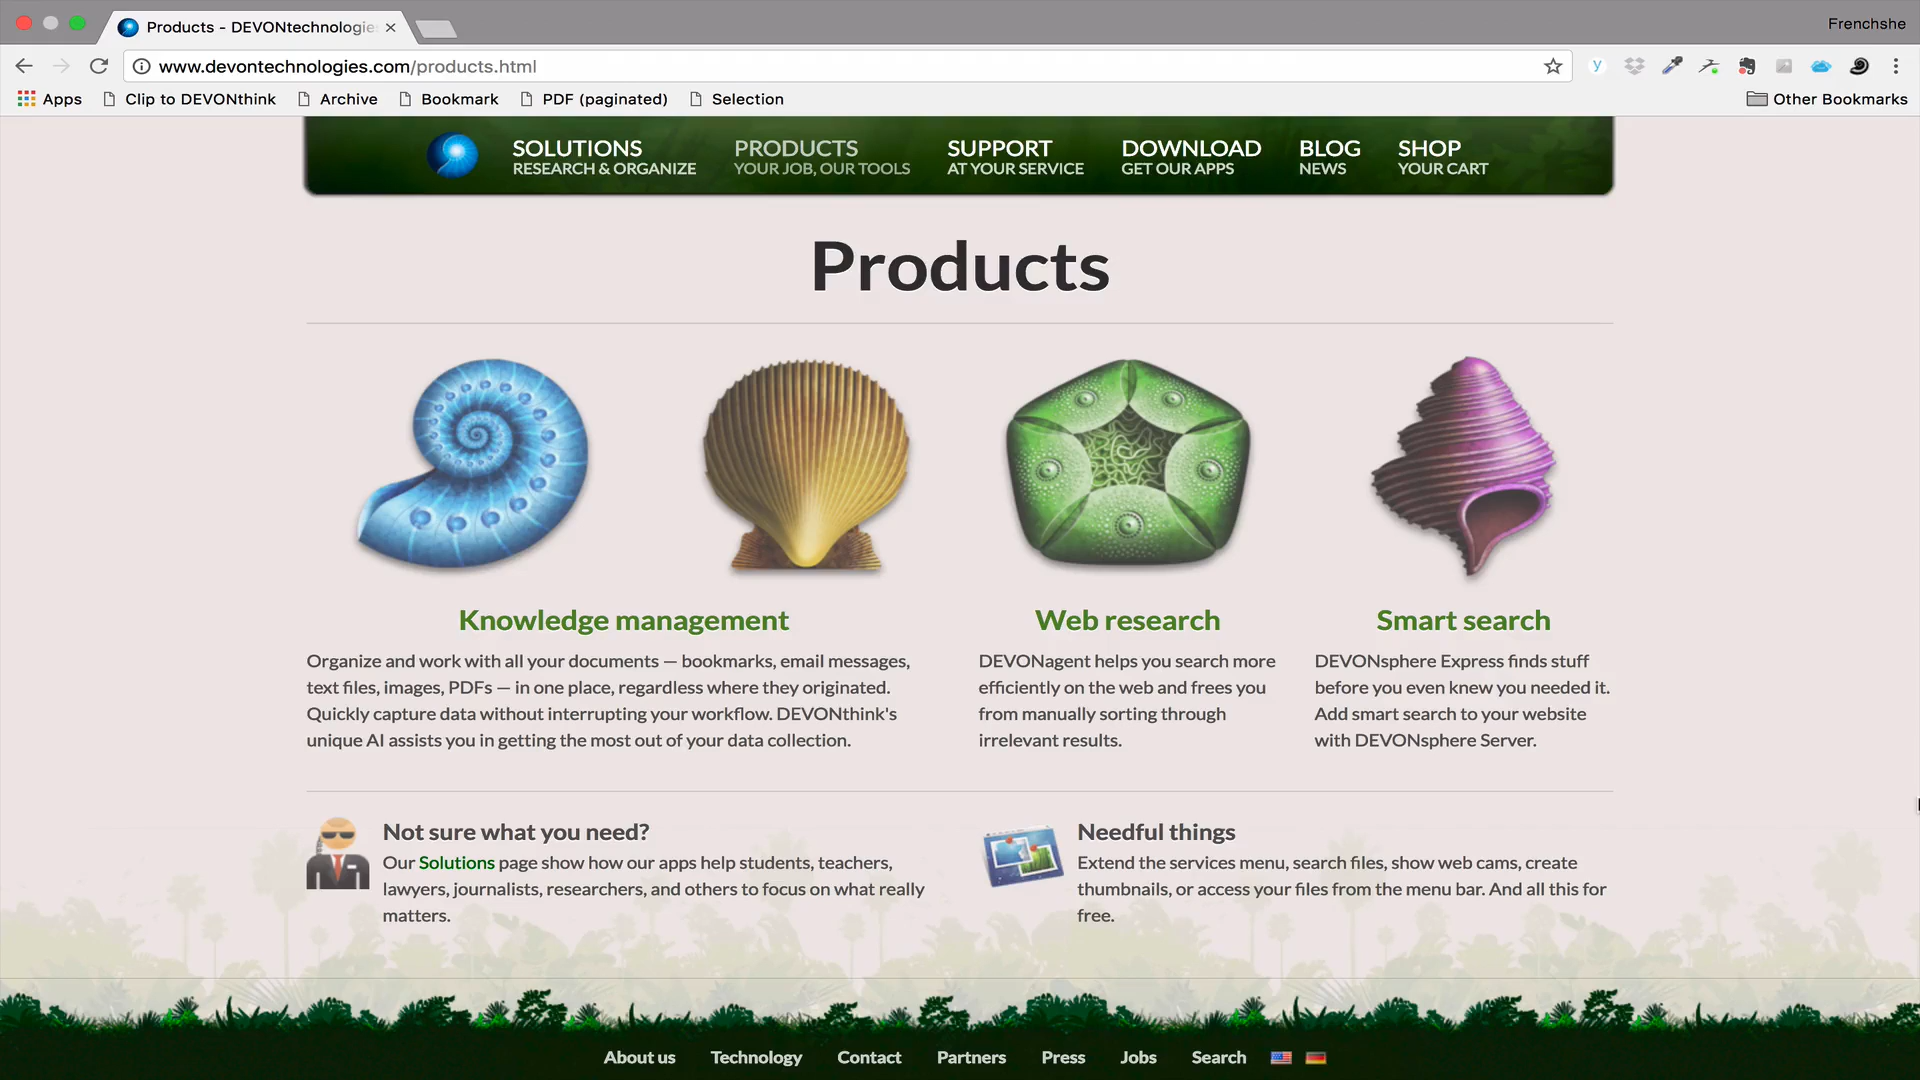 Products - DEVONtechnologie
Frenchshe
www.devontechnologies.com/products.html
y
Apps
Clip to DEVONthink
Archive
Bookmark
PDF (paginated)
Selection
Other Bookmarks
SOLUTIONS
RESEARCH & ORGANIZE
PRODUCTS
YOUR JOB, OUR TOOLS
SUPPORT
AT YOUR SERVICE
DOWNLOAD
GET OUR APPS
BLOG
NEWS
SHOP
YOUR CART
Products
Knowledge management
Organize and work with all your documents — bookmarks, email messages,
text files, images, PDFs — in one place, regardless where they originated.
Quickly capture data without interrupting your workflow. DEVONthink's
unique AI assists you in getting the most out of your data collection.
Web research
DEVONagent helps you search more
efficiently on the web and frees you
from manually sorting through
irrelevant results.
Smart search
DEVONsphere Express finds stuff
before you even knew you needed it.
Add smart search to your website
with DEVONsphere Server.
Not sure what you need?
Our Solutions page show how our apps help students, teachers,
lawyers, journalists, researchers, and others to focus on what really
matters.
Needful things
Extend the services menu, search files, show web cams, create
thumbnails, or access your files from the menu bar. And all this for
free.
About us
Technology
Contact
Partners
Press
Jobs
Search